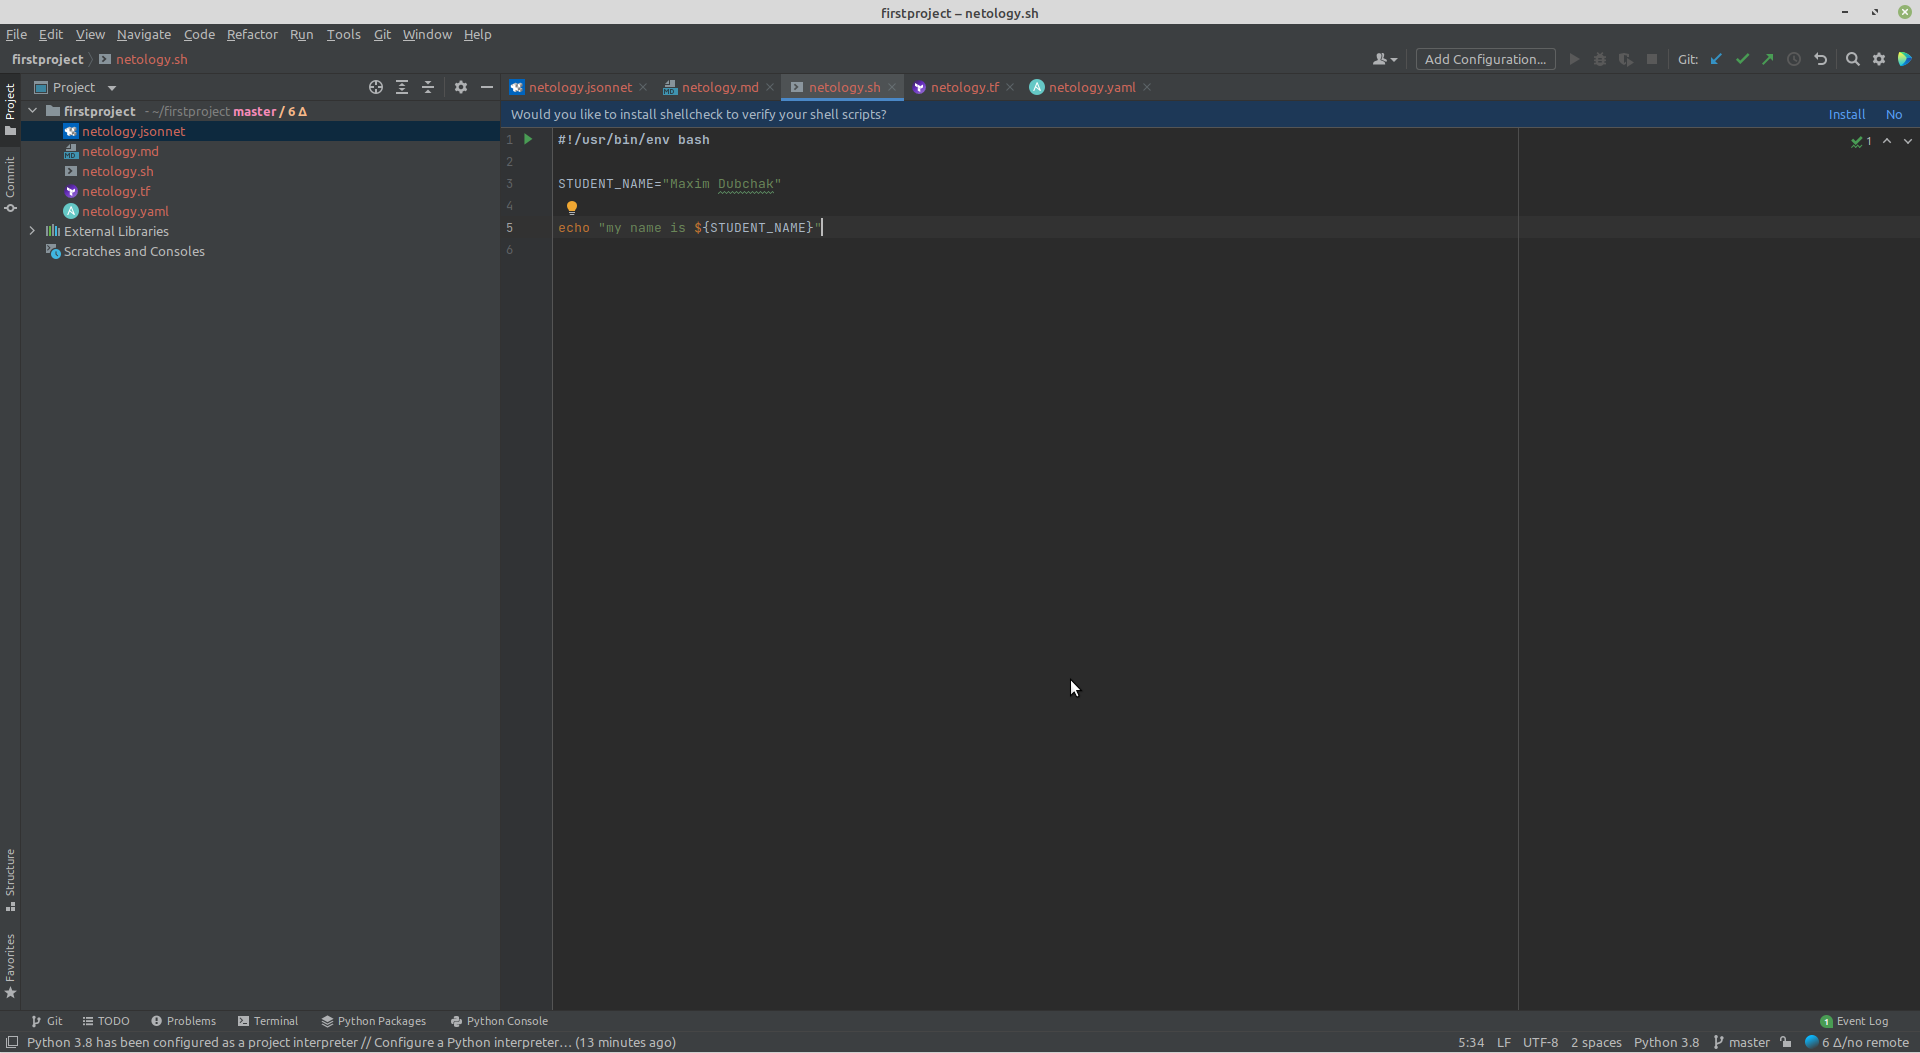 firstproject – netology.sh
File Edit View Navigate Code Refactor Run Tools Git Window Help
firstproject netology.sh Add Configuration... Git:
Project netology.jsonnet netology.md netology.sh netology.tf netology.yaml
firstproject - ~/firstproject master / 6 Δ
Would you like to install shellcheck to verify your shell scripts? Install No
netology.jsonnet
netology.md
netology.sh
netology.tf
netology.yaml
External Libraries
Scratches and Consoles
1 #!/usr/bin/env bash
2
3 STUDENT_NAME="Maxim Dubchak"
4
5 echo "my name is ${STUDENT_NAME}"
6
1
Project
Commit
Structure
Favorites
Git TODO Problems Terminal Python Packages Python Console 1 Event Log
Python 3.8 has been configured as a project interpreter // Configure a Python interpreter... (13 minutes ago) 5:34 LF UTF-8 2 spaces Python 3.8 master 6 Δ/no remote